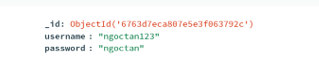 _id: ObjectId('6763d7eca807e5e3f063792c')
username : "ngoctan123"
password : "ngoctan"